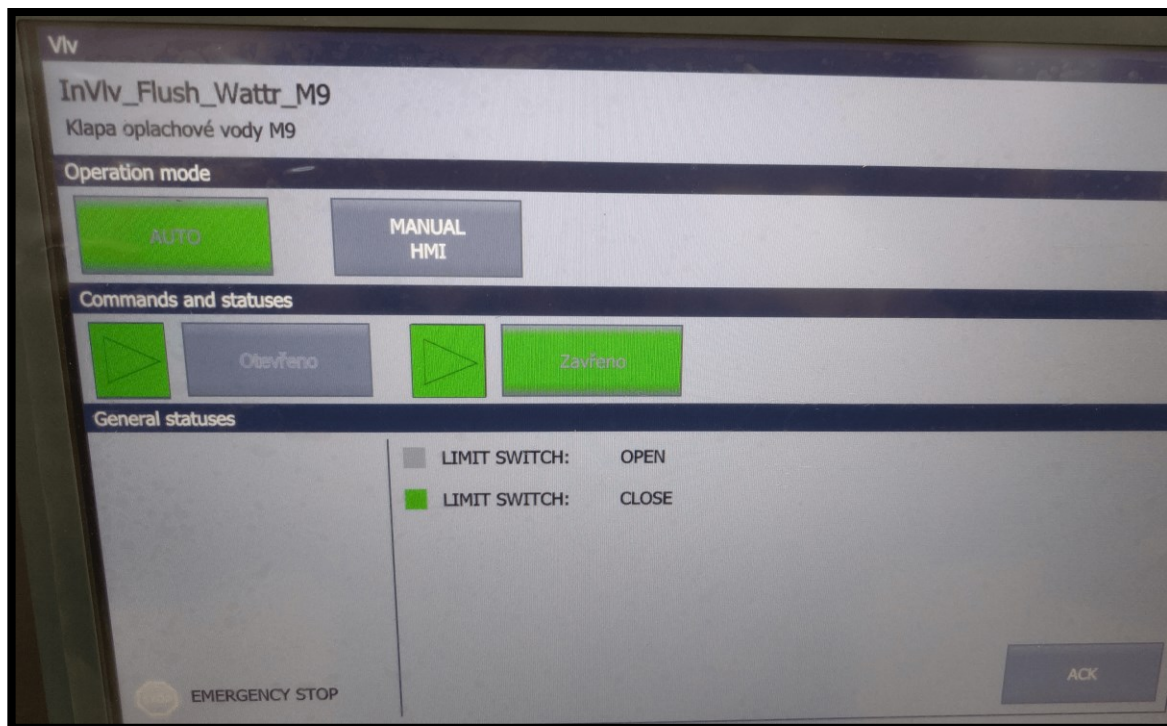 Vlv
InVlv_Flush_Wattr_M9
Klapa oplachové vody M9
Operation mode
AUTO
MANUAL
HMI
Commands and statuses
Otevřeno
Zavřeno
General statuses
LIMIT SWITCH: OPEN
LIMIT SWITCH: CLOSE
EMERGENCY STOP
ACK